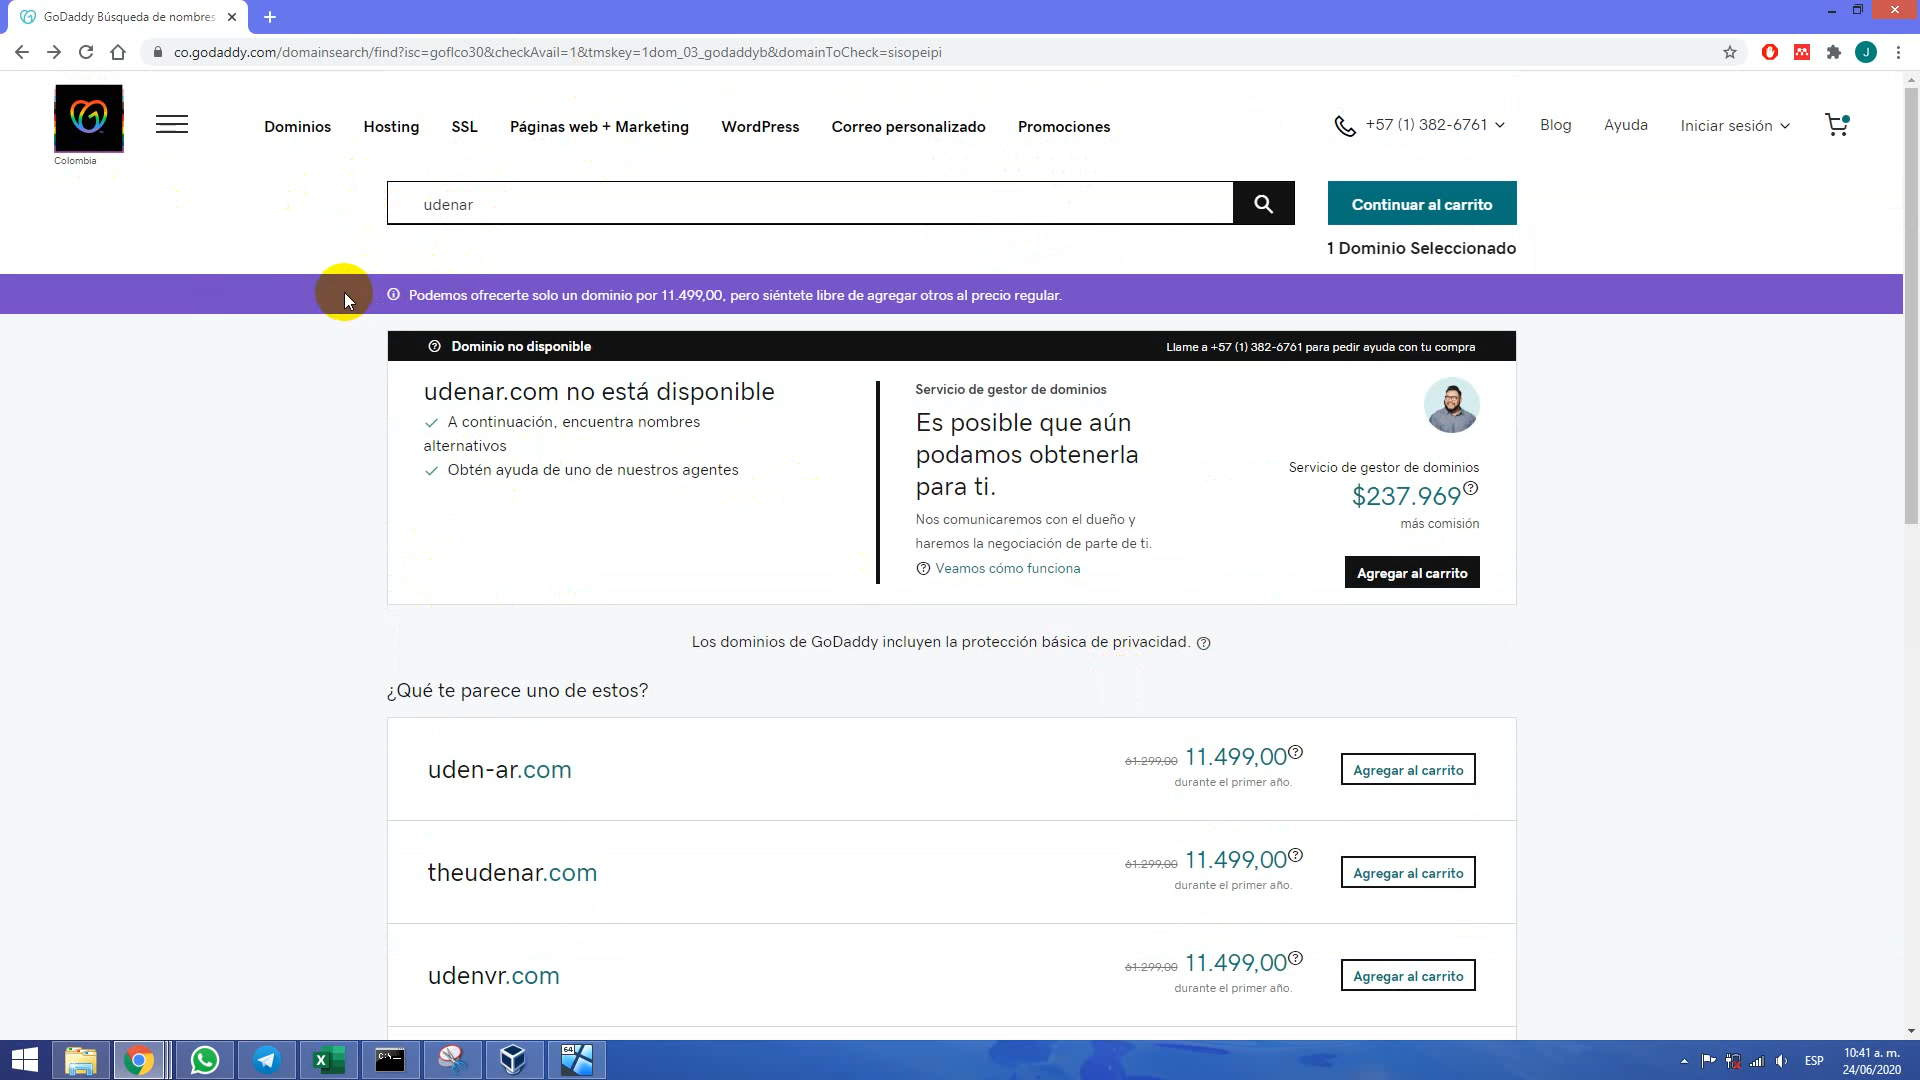 GoDaddy Búsqueda de nombres
co.godaddy.com/domainsearch/find?isc=goflco30&checkAvail=1&tmskey=1dom_03_godaddyb&domainToCheck=sisopeipi
J
Colombia
Dominios Hosting SSL Páginas web + Marketing WordPress Correo personalizado Promociones
+57 (1) 382-6761 Blog Ayuda Iniciar sesión
udenar
Continuar al carrito
1 Dominio Seleccionado
Podemos ofrecerte solo un dominio por 11.499,00, pero siéntete libre de agregar otros al precio regular.
Dominio no disponible
Llame a +57 (1) 382-6761 para pedir ayuda con tu compra
udenar.com no está disponible
A continuación, encuentra nombres
alternativos
Obtén ayuda de uno de nuestros agentes
Servicio de gestor de dominios
Es posible que aún
podamos obtenerla
para ti.
Nos comunicaremos con el dueño y
haremos la negociación de parte de ti.
Veamos cómo funciona
Servicio de gestor de dominios
$237.969
más comisión
Agregar al carrito
Los dominios de GoDaddy incluyen la protección básica de privacidad.
¿Qué te parece uno de estos?
uden-ar.com
61.299,00 11.499,00
durante el primer año.
Agregar al carrito
theudenar.com
61.299,00 11.499,00
durante el primer año.
Agregar al carrito
udenvr.com
61.299,00 11.499,00
durante el primer año.
Agregar al carrito
C:\_
64
ESP
10:41 a. m.
24/06/2020